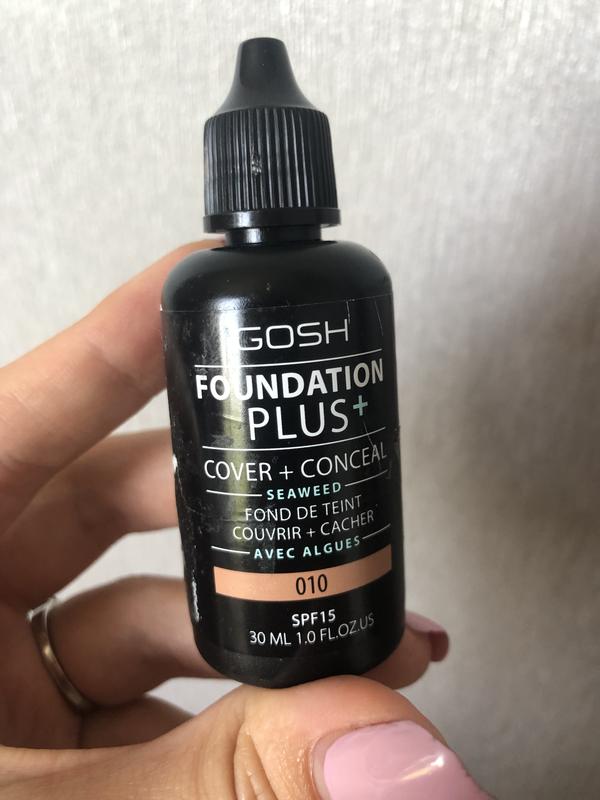 GOSH
FOUNDATION
PLUS+
COVER + CONCEAL
SEAWEED
FOND DE TEINT
COUVRIR + CACHER
AVEC ALGUES
010
SPF15
30 ML 1.0 FL.OZ.US